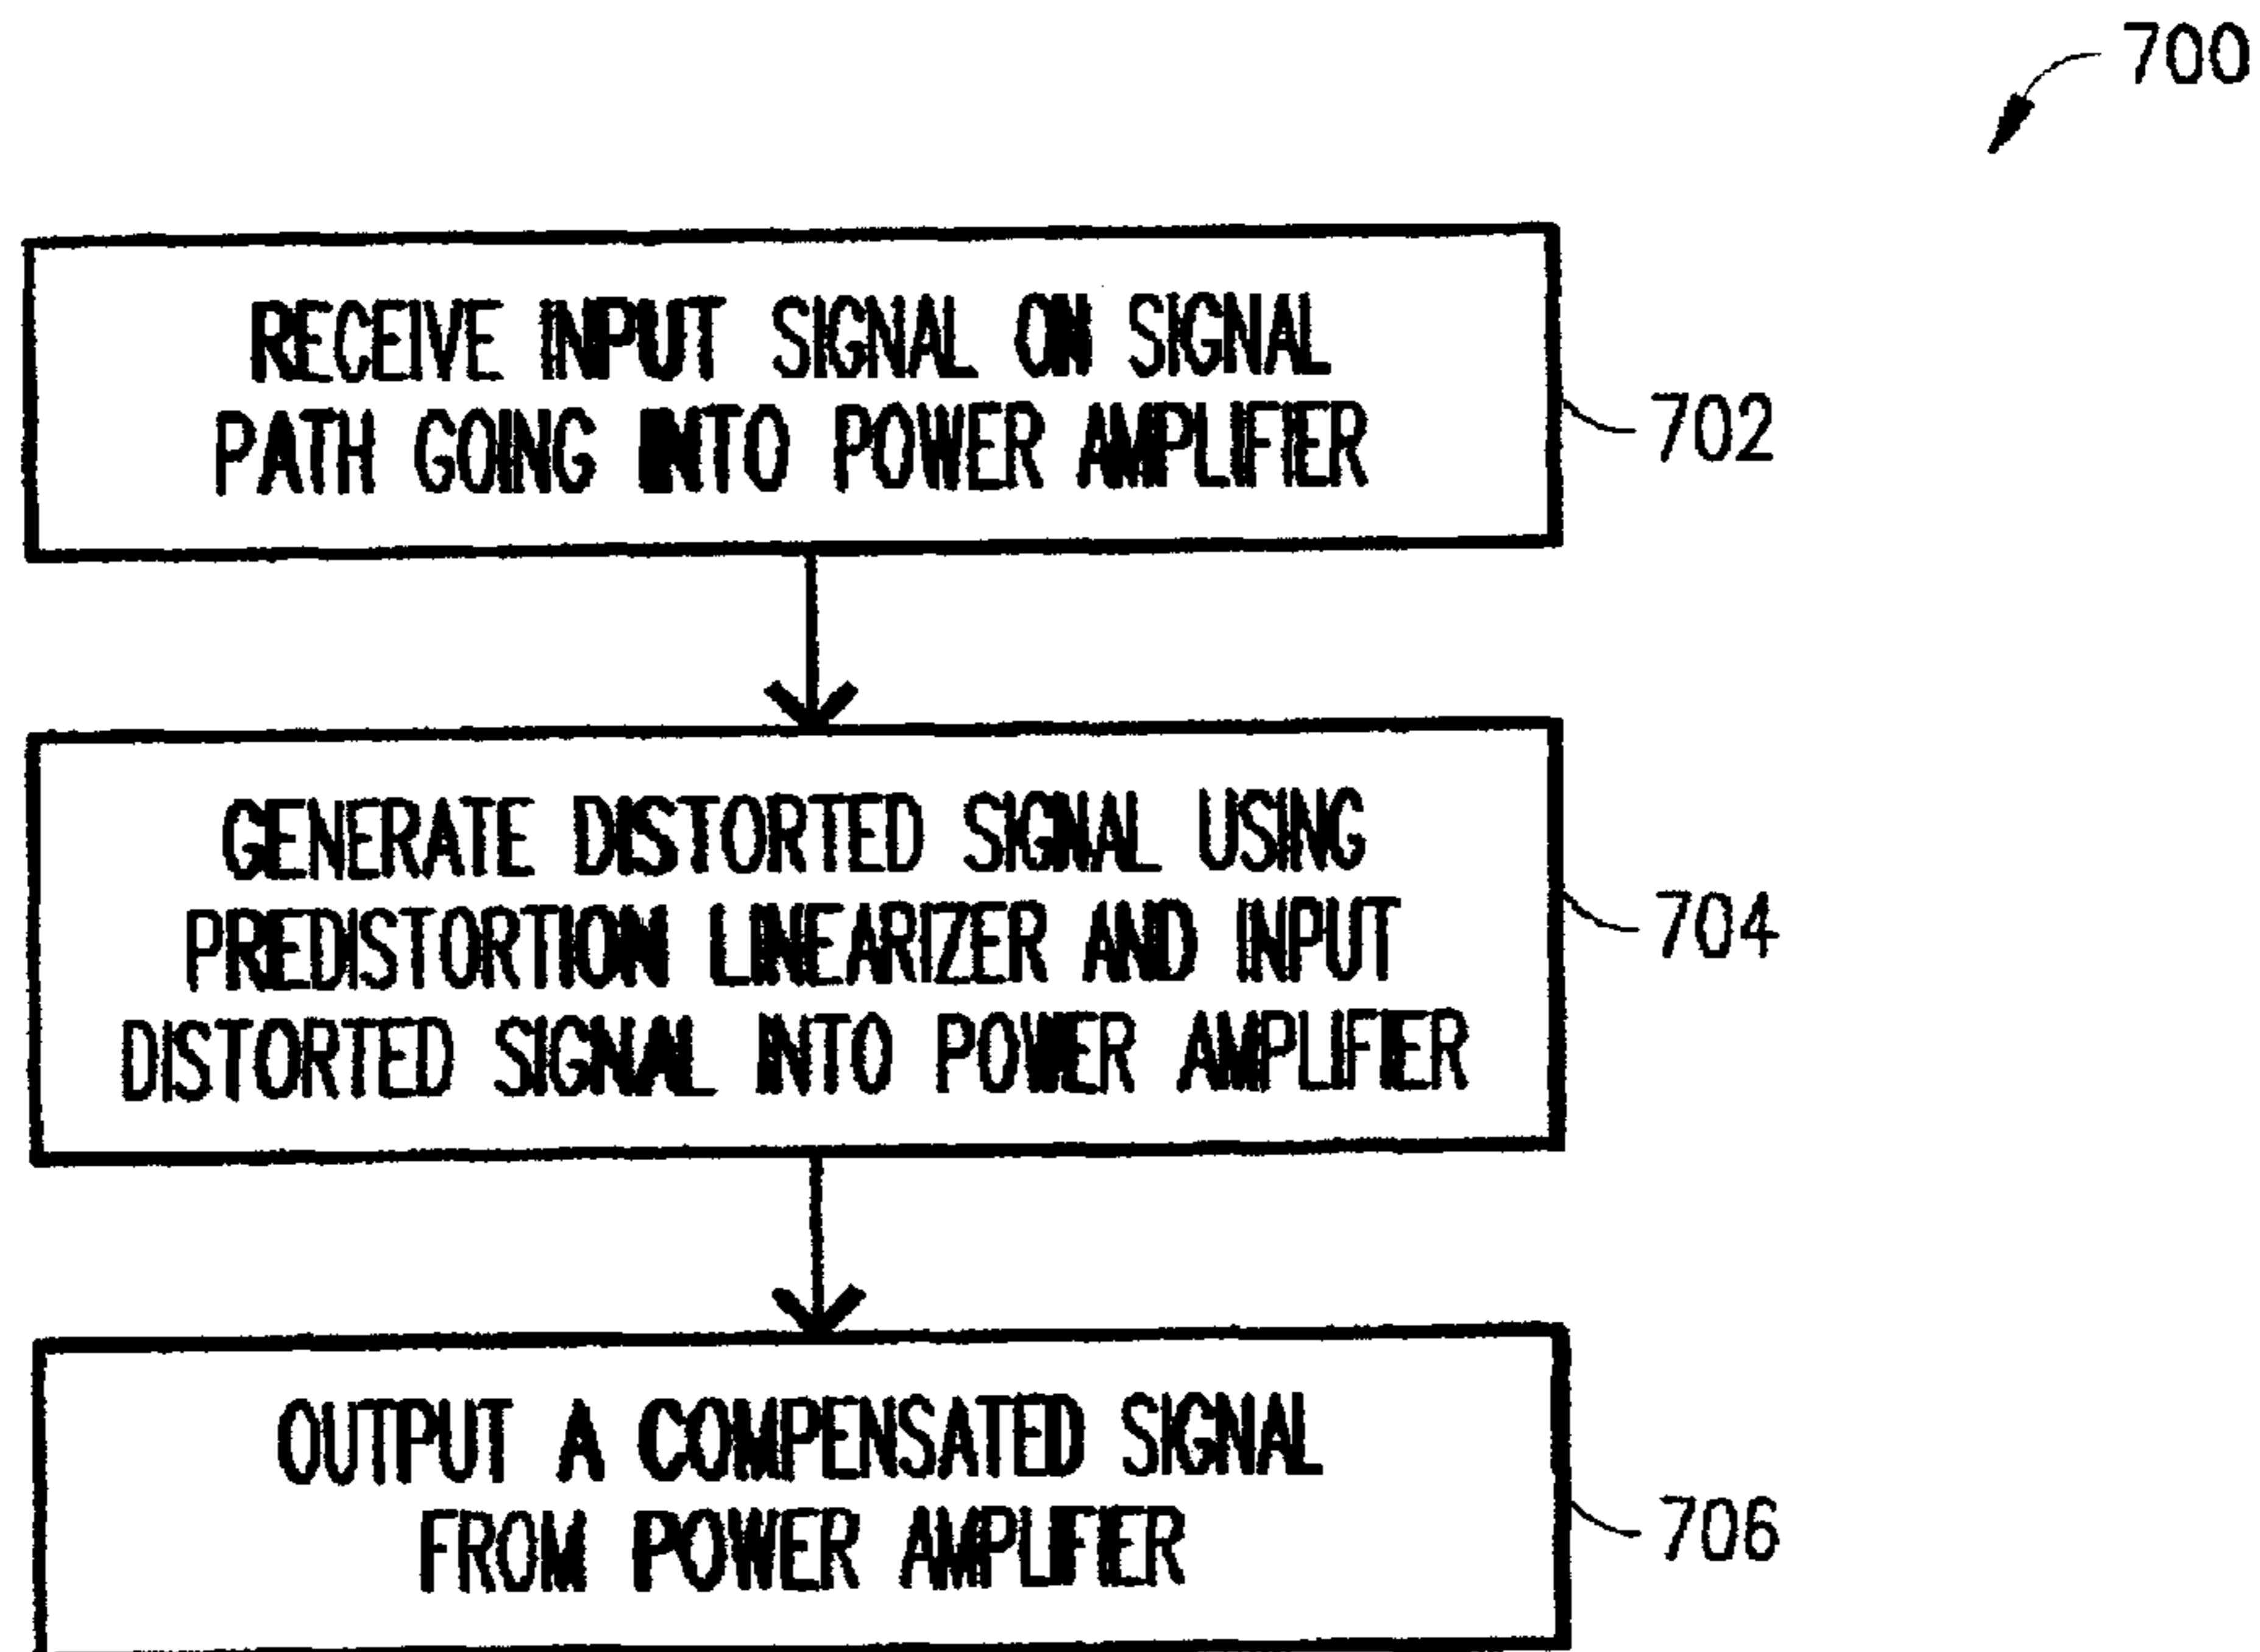 700
RECEIVE INPUT SIGNAL ON SIGNAL
PATH GOING INTO POWER AMPLIFIER
702
GENERATE DISTORTED SIGNAL USING
PREDISTORTION LINEARIZER AND INPUT
DISTORTED SIGNAL INTO POWER AMPLIFIER
704
OUTPUT A COMPENSATED SIGNAL
FROM POWER AMPLIFIER
706